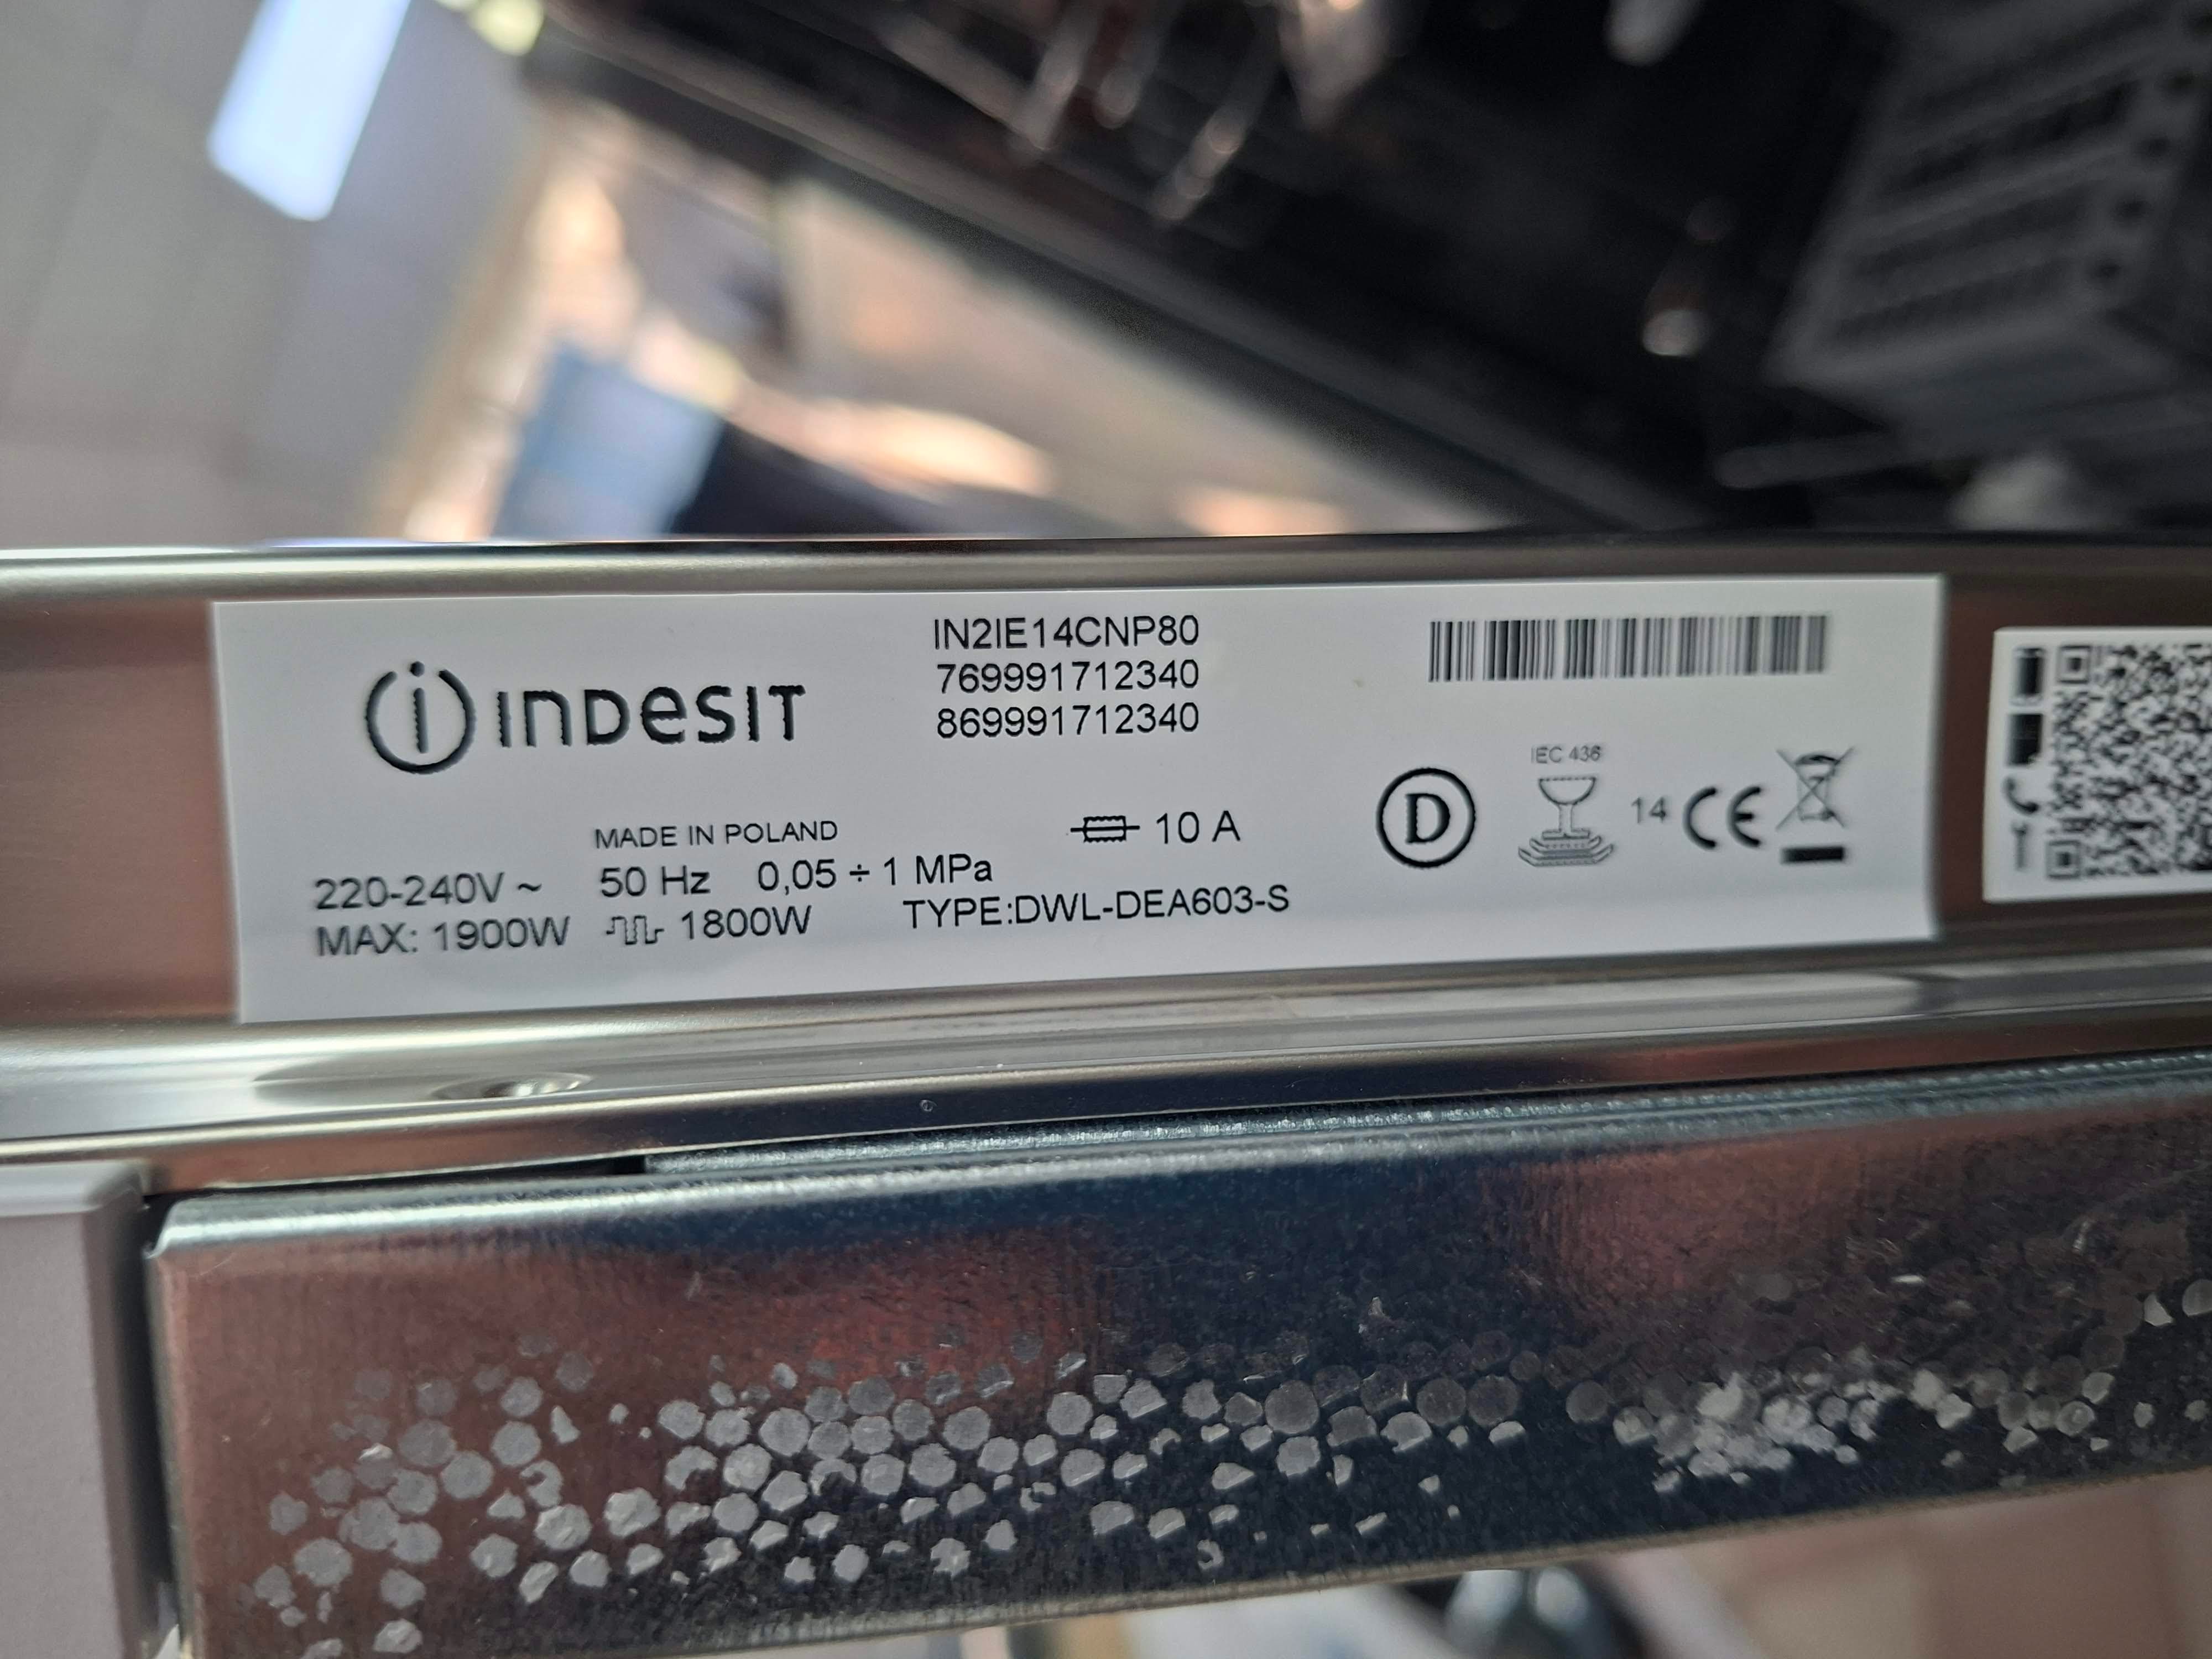 INDESIT
IN2IE14CNP80
769991712340
869991712340
IEC 436
D
14 CE
MADE IN POLAND
10 A
220-240V ~ 50 Hz 0,05 ÷ 1 MPa
MAX: 1900W 1800W TYPE:DWL-DEA603-S